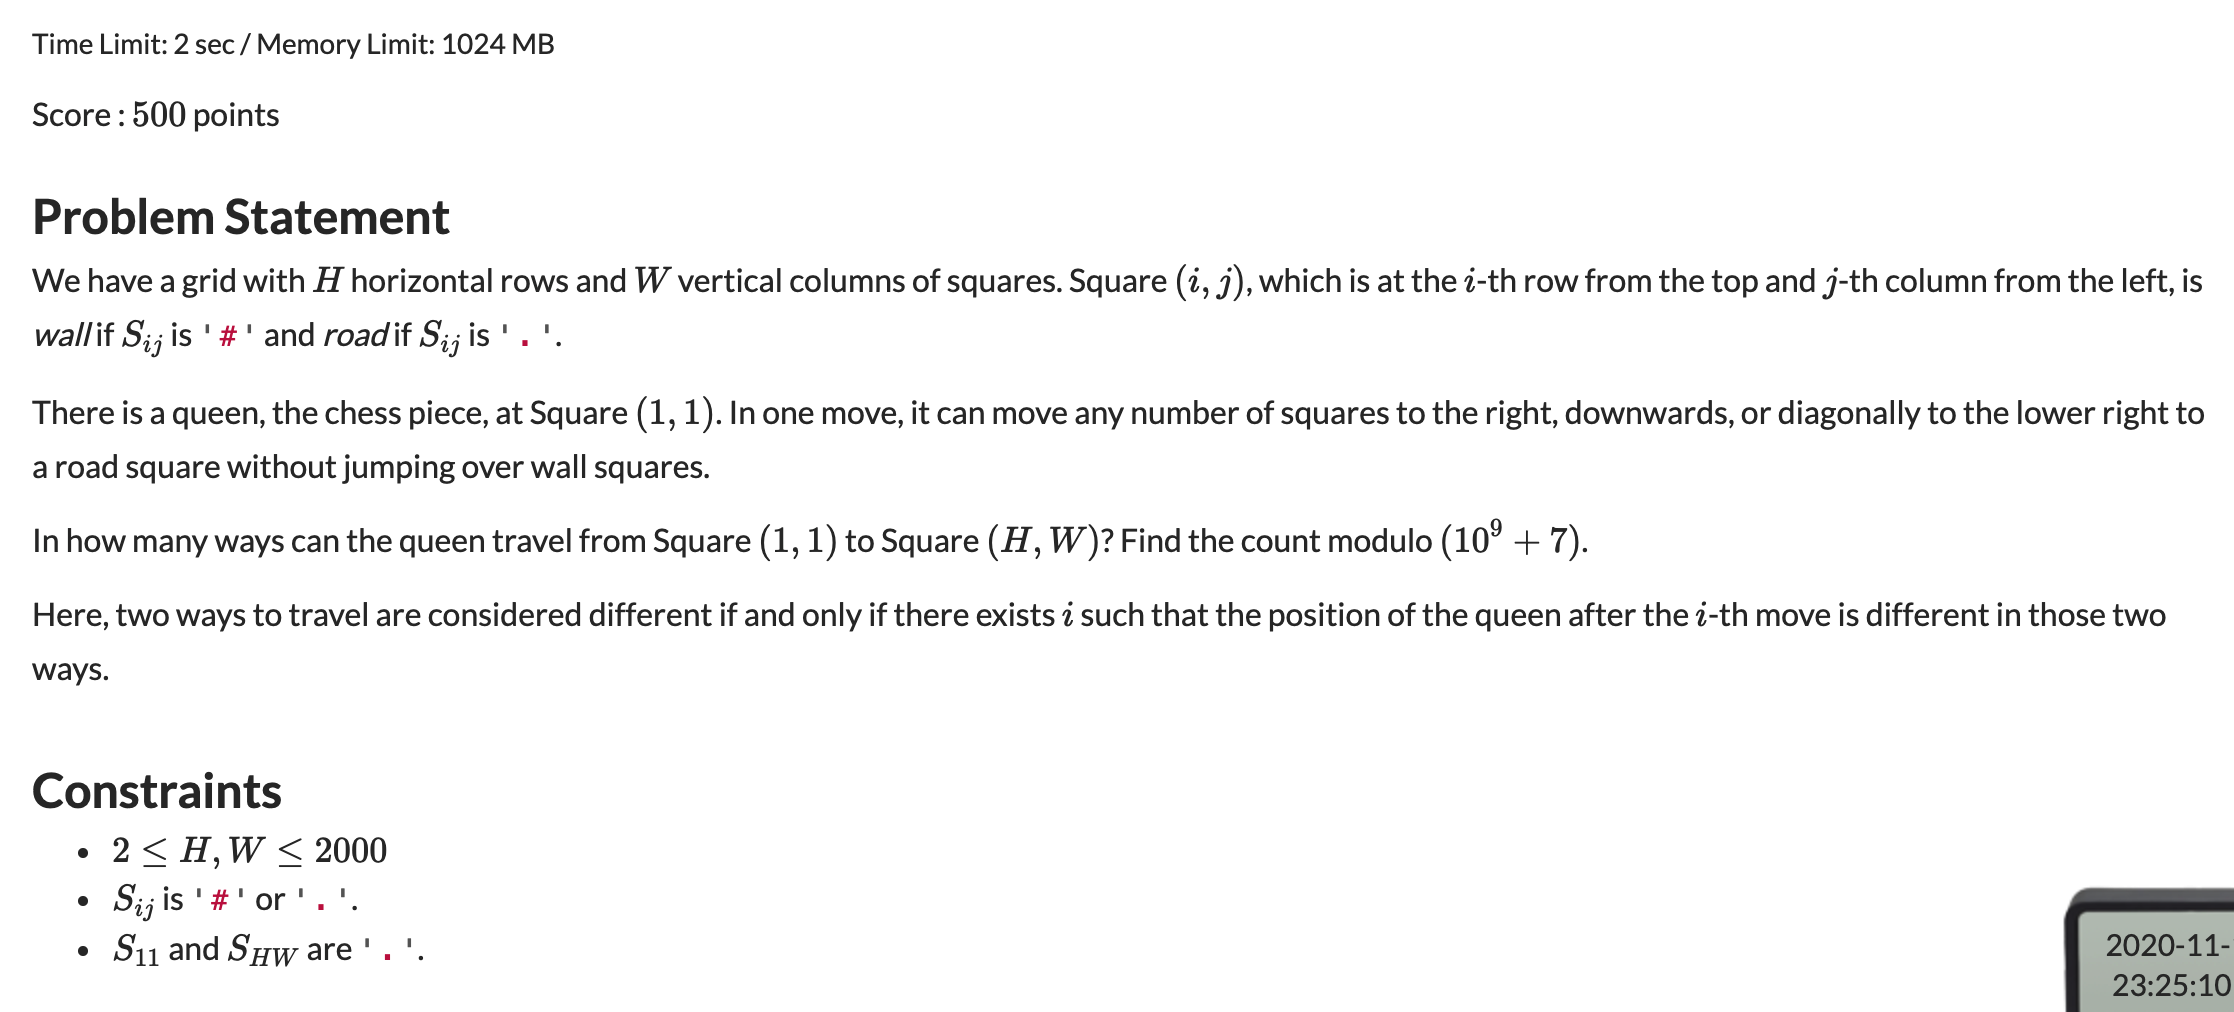 Time Limit: 2 sec / Memory Limit: 1024 MB
Score : 500 points
Problem Statement
We have a grid with H horizontal rows and W vertical columns of squares. Square (i, j), which is at the i-th row from the top and j-th column from the left, is
wall if S_{ij} is '#' and road if S_{ij} is '.'.
There is a queen, the chess piece, at Square (1, 1). In one move, it can move any number of squares to the right, downwards, or diagonally to the lower right to
a road square without jumping over wall squares.
In how many ways can the queen travel from Square (1, 1) to Square (H, W)? Find the count modulo (10^9 + 7).
Here, two ways to travel are considered different if and only if there exists i such that the position of the queen after the i-th move is different in those two
ways.
Constraints
• 2 ≤ H, W ≤ 2000
• S_{ij} is '#' or '.'.
• S_{11} and S_{HW} are '.'.
2020-11-
23:25:10